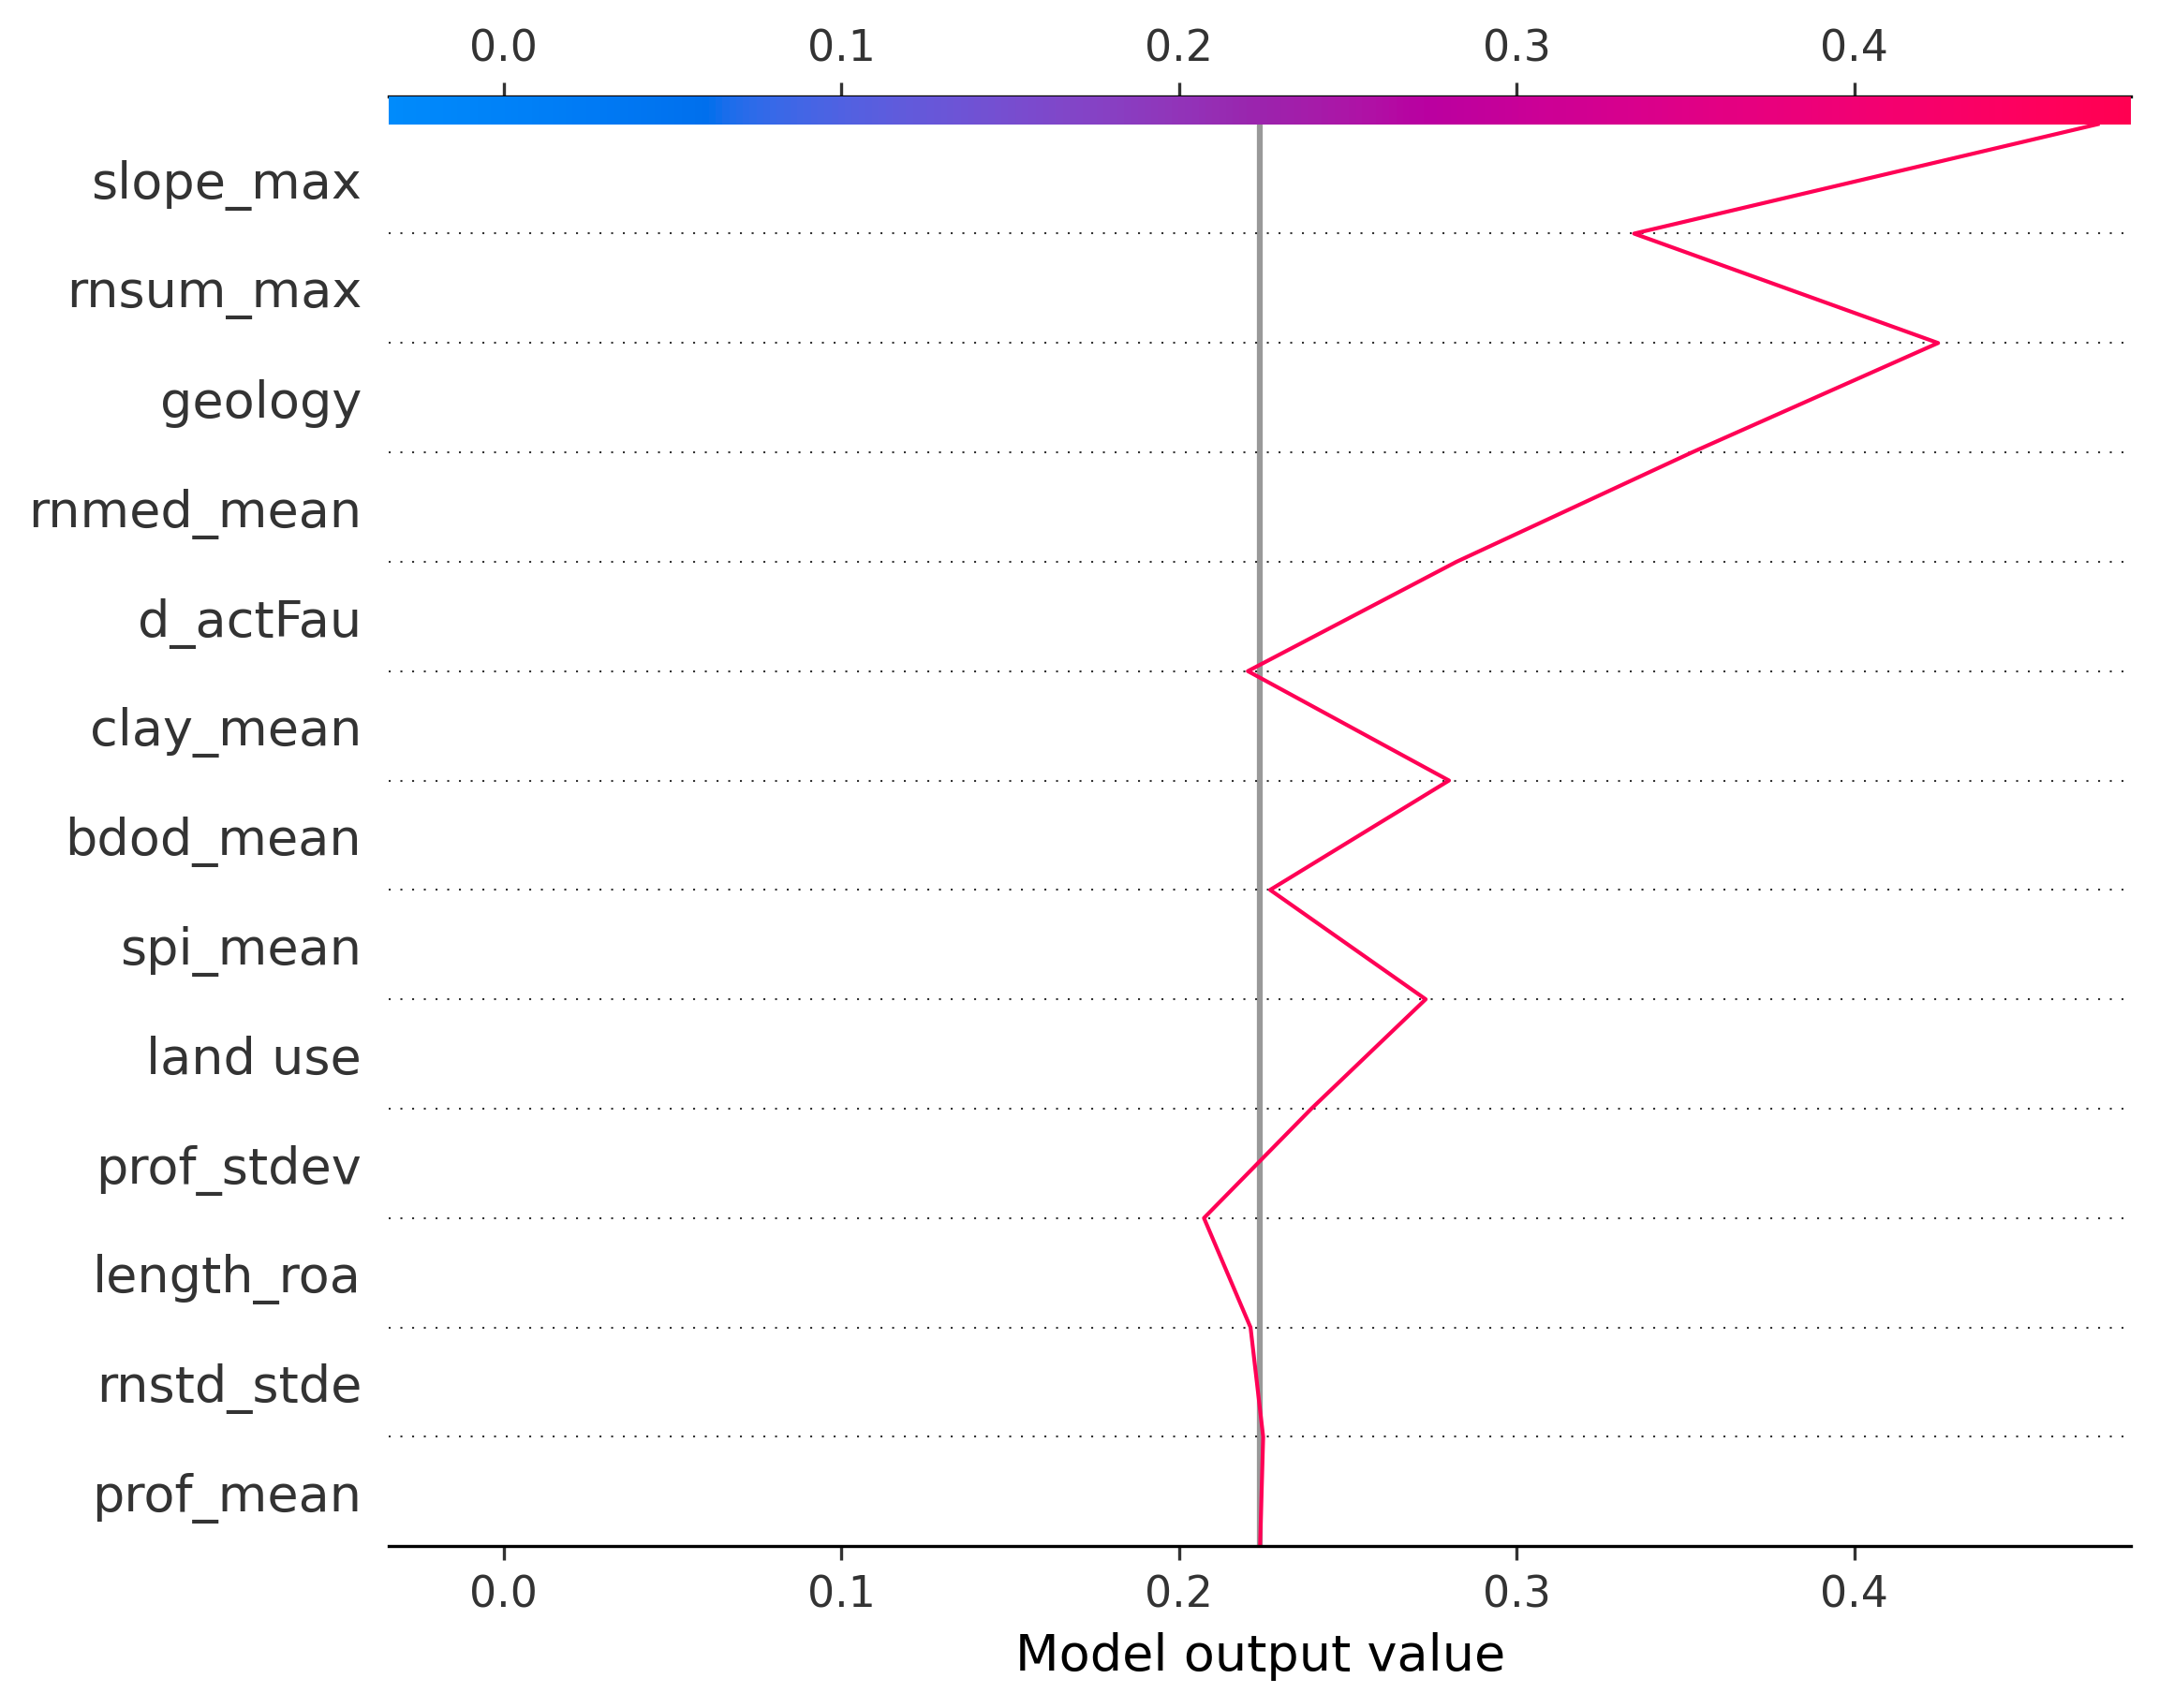 0.0 0.1 0.2 0.3 0.4
slope_max
rnsum_max
geology
rnmed_mean
d_actFau
clay_mean
bdod_mean
spi_mean
land use
prof_stdev
length_roa
rnstd_stde
prof_mean
0.0 0.1 0.2 0.3 0.4
Model output value